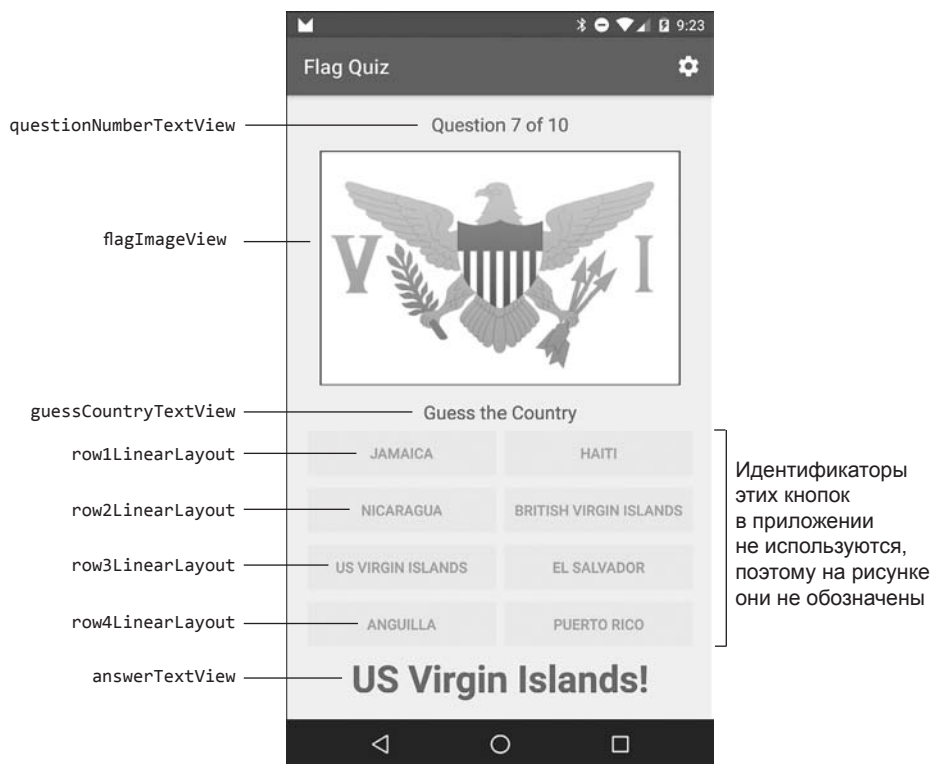 9:23
Flag Quiz
questionNumberTextView
Question 7 of 10
flagImageView
V I
guessCountryTextView
Guess the Country
row1LinearLayout
JAMAICA
HAITI
row2LinearLayout
NICARAGUA
BRITISH VIRGIN ISLANDS
row3LinearLayout
US VIRGIN ISLANDS
EL SALVADOR
row4LinearLayout
ANGUILLA
PUERTO RICO
Идентификаторы
этих кнопок
в приложении
не используются,
поэтому на рисунке
они не обозначены
answerTextView
US Virgin Islands!